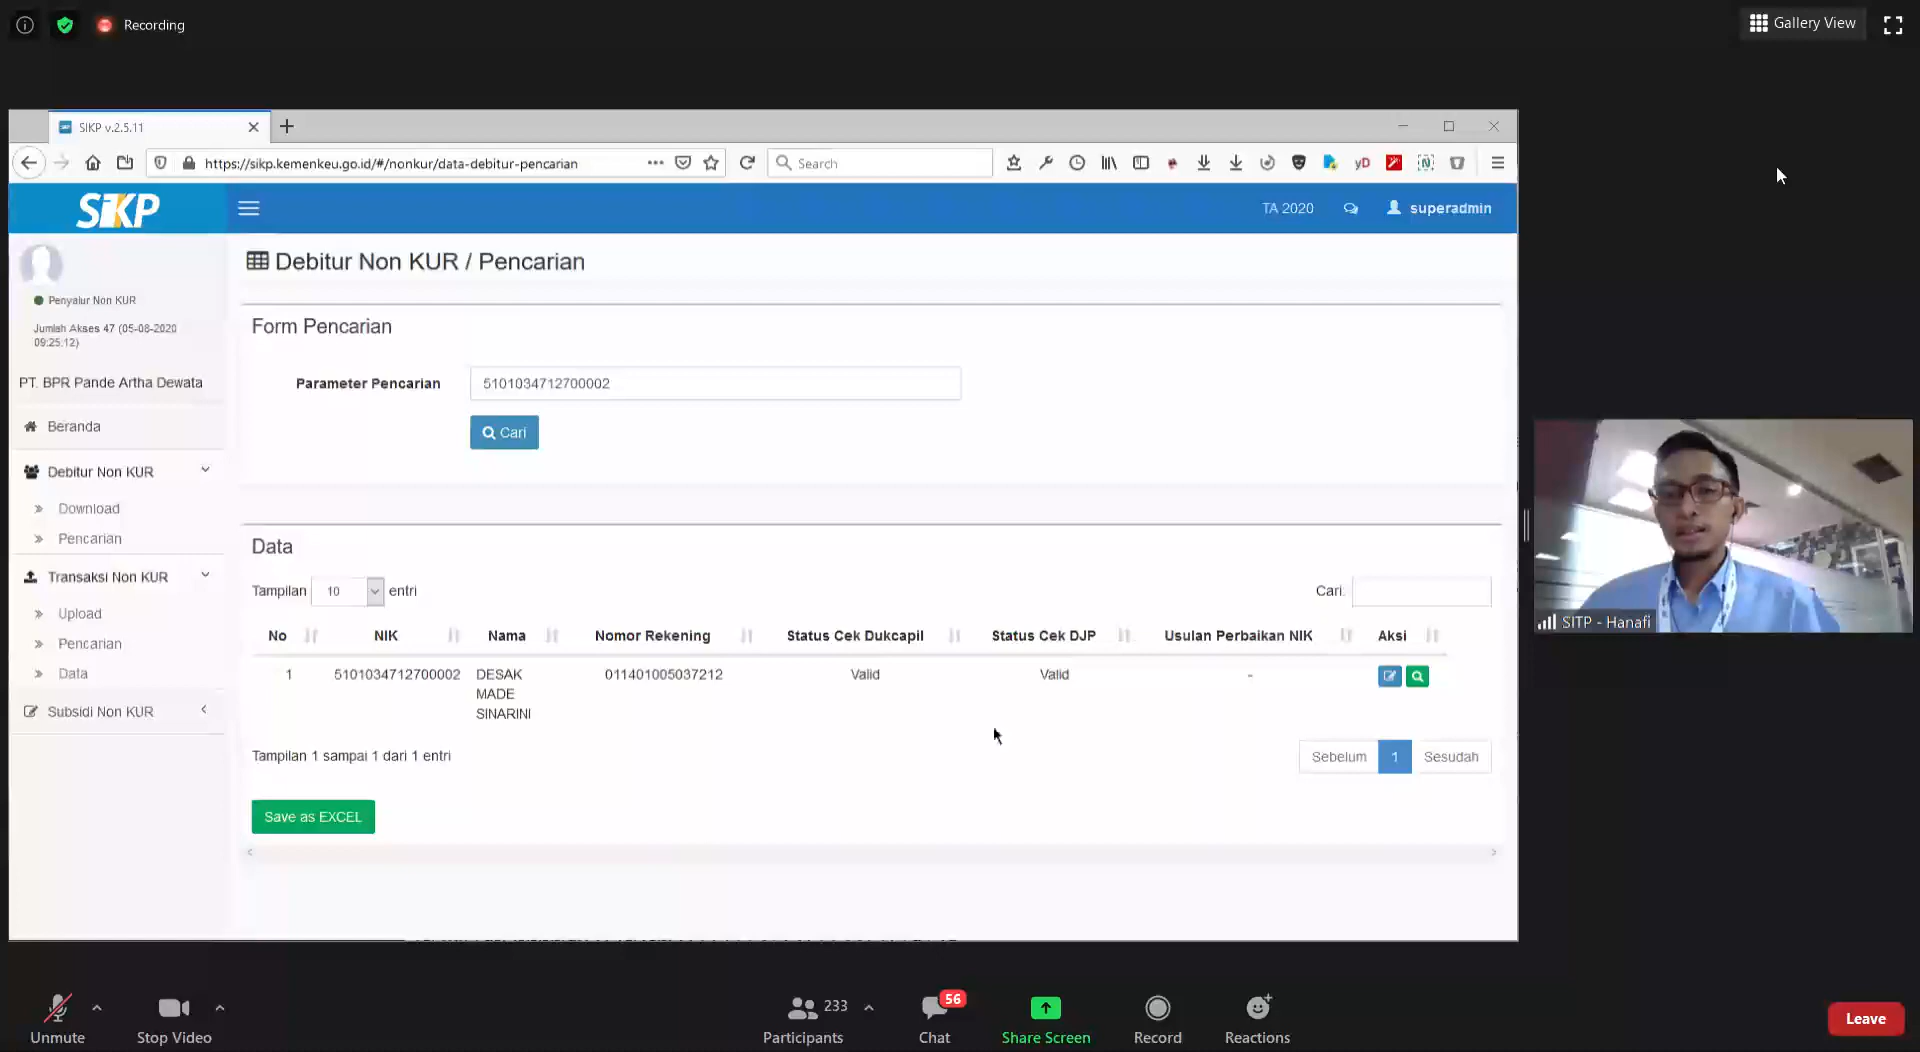 Recording
Gallery View
SIKP v.2.5.11
https://sikp.kemenkeu.go.id/#/nonkur/data-debitur-pencarian
Search
yD
SIKP
TA 2020
superadmin
Penyalur Non KUR
Jumlah Akses 47 (05-08-2020
09:25:12)
PT. BPR Pande Artha Dewata
Beranda
Debitur Non KUR
Download
Pencarian
Transaksi Non KUR
Upload
Pencarian
Data
Subsidi Non KUR
Debitur Non KUR / Pencarian
Form Pencarian
Parameter Pencarian 5101034712700002
Cari
Data
Tampilan 10 entri
Cari:
No NIK Nama Nomor Rekening Status Cek Dukcapil Status Cek DJP Usulan Perbaikan NIK Aksi
1 5101034712700002 DESAK 011401005037212 Valid Valid -
MADE
SINARINI
Tampilan 1 sampai 1 dari 1 entri
Sebelum 1 Sesudah
Save as EXCEL
SITP - Hanafi
Unmute
Stop Video
233
Participants
56
Chat
Share Screen
Record
Reactions
Leave